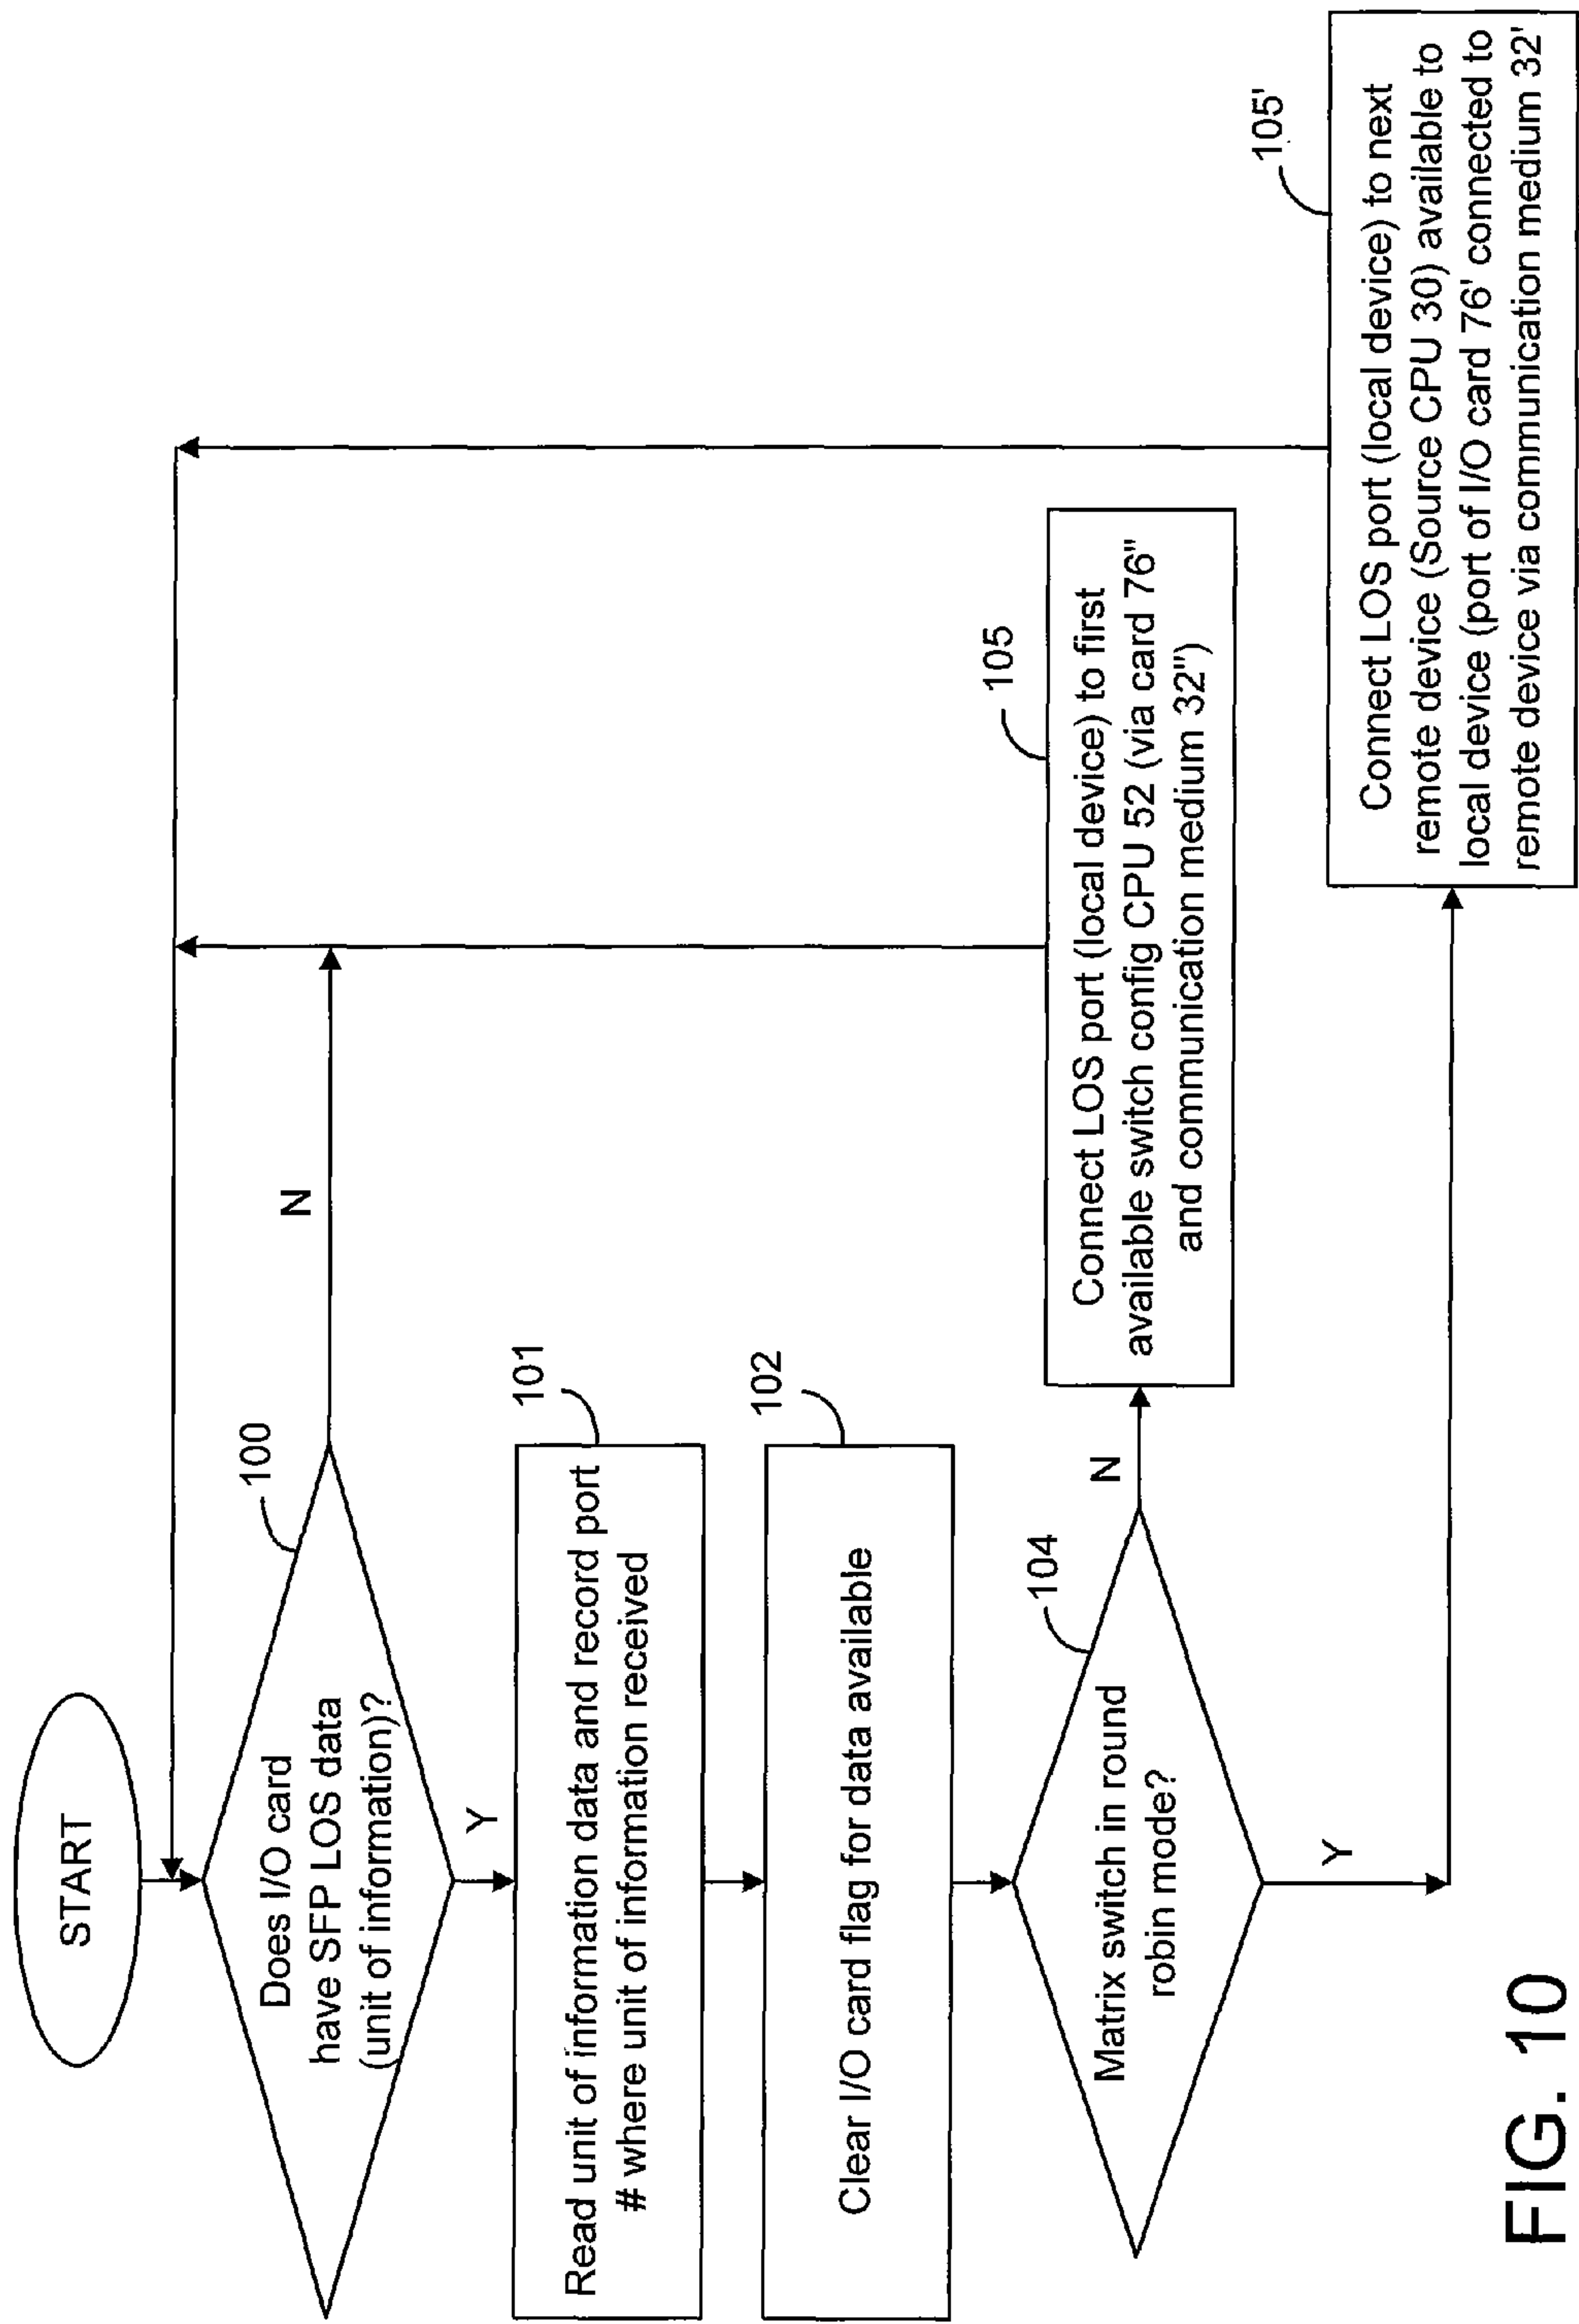 START
100
Does I/O card
have SFP LOS data
(unit of information)?
N
Y
101
Read unit of information data and record port
# where unit of information received
102
Clear I/O card flag for data available
104
Matrix switch in round
robin mode?
N
Y
105
Connect LOS port (local device) to first
available switch config CPU 52 (via card 76"
and communication medium 32")
105'
Connect LOS port (local device) to next
remote device (Source CPU 30) available to
local device (port of I/O card 76' connected to
remote device via communication medium 32'
FIG. 10